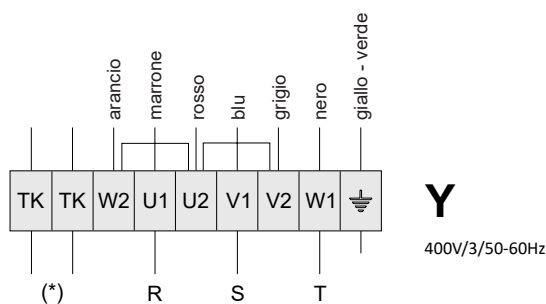 arancio
marrone
rosso
blu
grigio
nero
giallo - verde
TK TK W2 U1 U2 V1 V2 W1
Y
400V/3/50-60Hz
(*) R S T